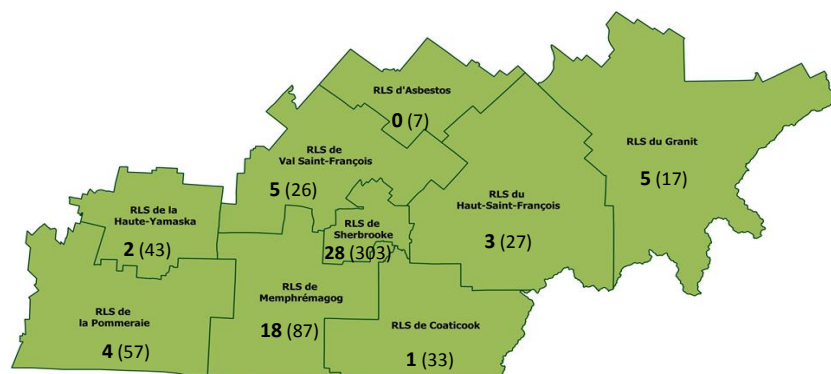 RLS d'Asbestos
0 (7)
RLS du Granit
5 (17)
RLS de
Val Saint-François
5 (26)
RLS du
Haut-Saint-François
3 (27)
RLS de la
Haute-Yamaska
2 (43)
RLS de
Sherbrooke
28 (303)
RLS de
Memphrémagog
18 (87)
RLS de
la Pommeraie
4 (57)
RLS de Coaticook
1 (33)